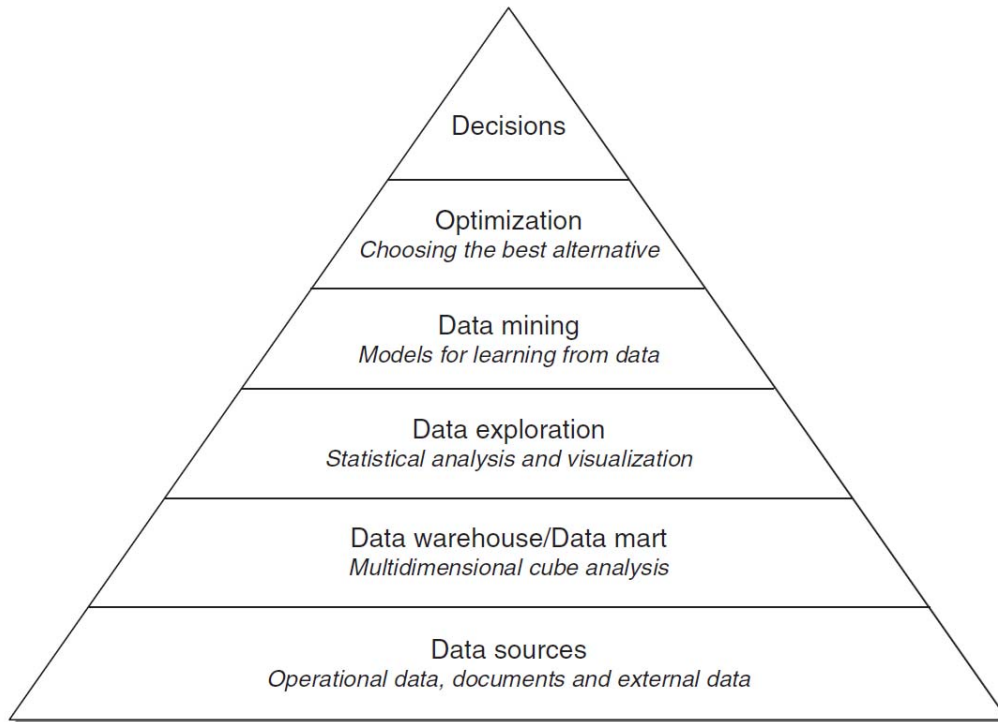 Decisions
Optimization
Choosing the best alternative
Data mining
Models for learning from data
Data exploration
Statistical analysis and visualization
Data warehouse/Data mart
Multidimensional cube analysis
Data sources
Operational data, documents and external data